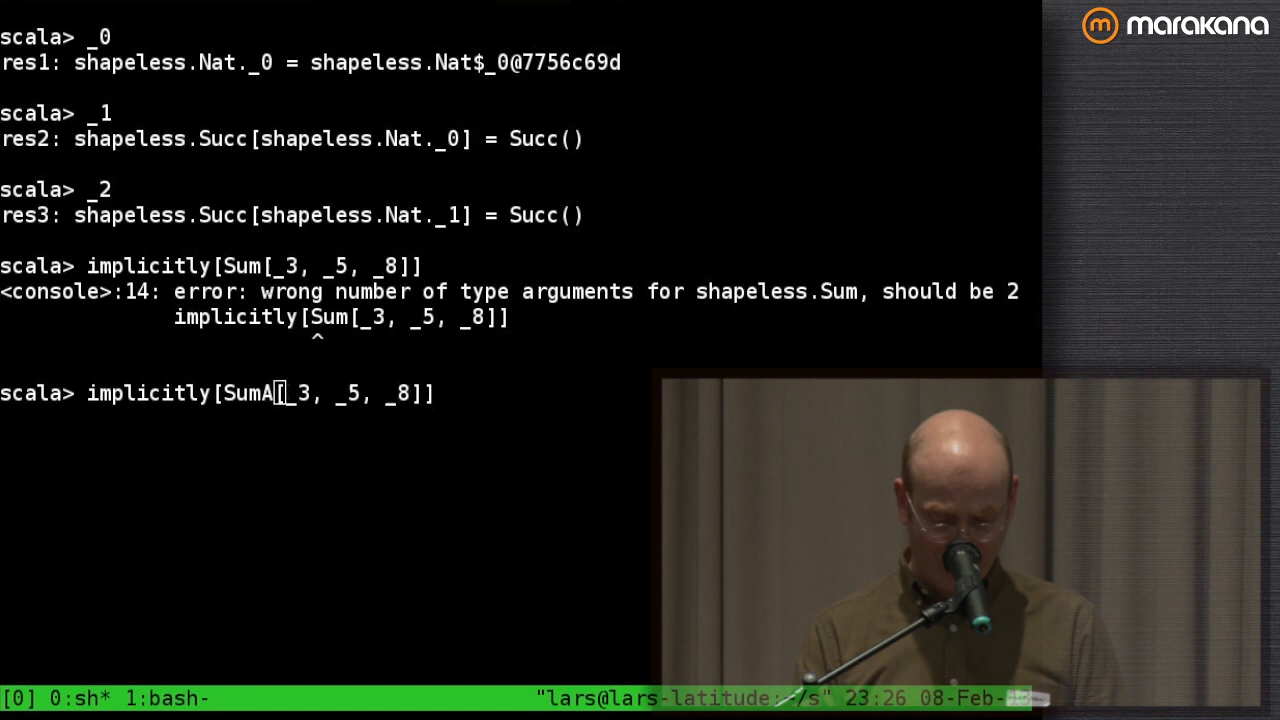 marakana
scala> _0
res1: shapeless.Nat._0 = shapeless.Nat$_0@7756c69d
scala> _1
res2: shapeless.Succ[shapeless.Nat._0] = Succ()
scala> _2
res3: shapeless.Succ[shapeless.Nat._1] = Succ()
scala> implicitly[Sum[_3, _5, _8]]
<console>:14: error: wrong number of type arguments for shapeless.Sum, should be 2
implicitly[Sum[_3, _5, _8]]
^
scala> implicitly[SumA[_3, _5, _8]]
[0] 0:sh* 1:bash- "lars@lars-latitude:~/s" 23:26 08-Feb-